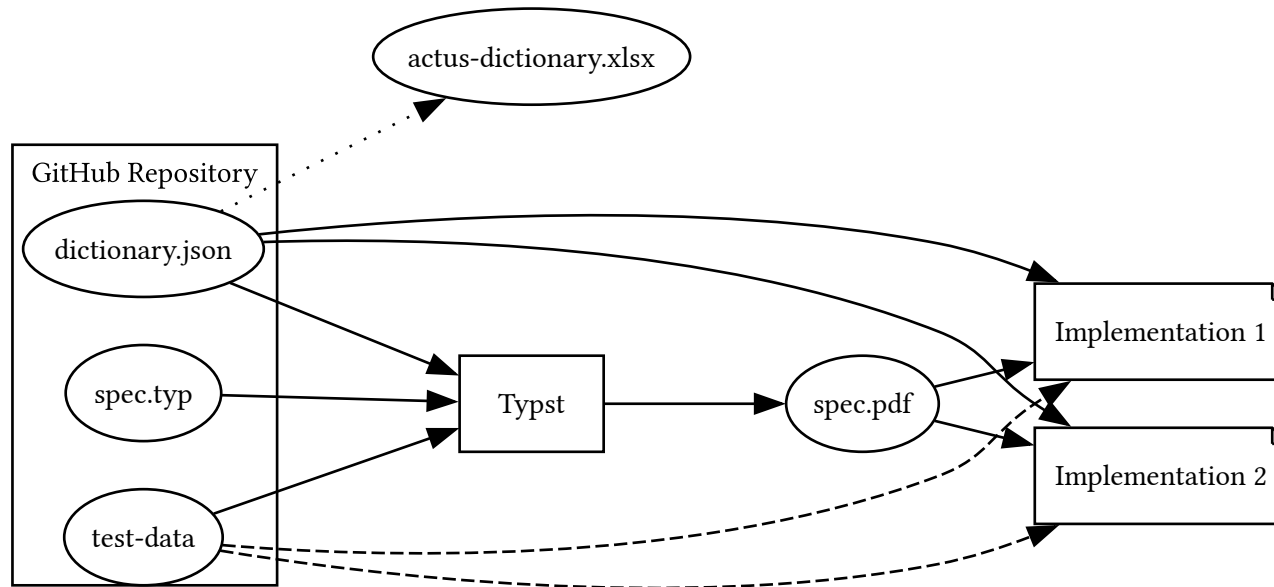 actus-dictionary.xlsx
GitHub Repository
dictionary.json
spec.typ
test-data
Typst
spec.pdf
Implementation 1
Implementation 2